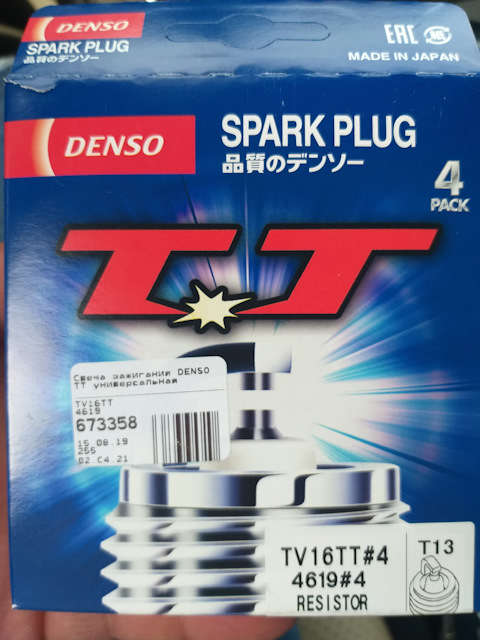 DENSO
SPARK PLUG
品質のデンソー
EAC
MADE IN JAPAN
DENSO
SPARK PLUG
品質のデンソー
4
PACK
TT
Свеча зажигания DENSO
TT универсальная
TV16TT
4619
673358
15.08.19
255
02.C4.21
TV16TT#4
4619#4
RESISTOR
T13